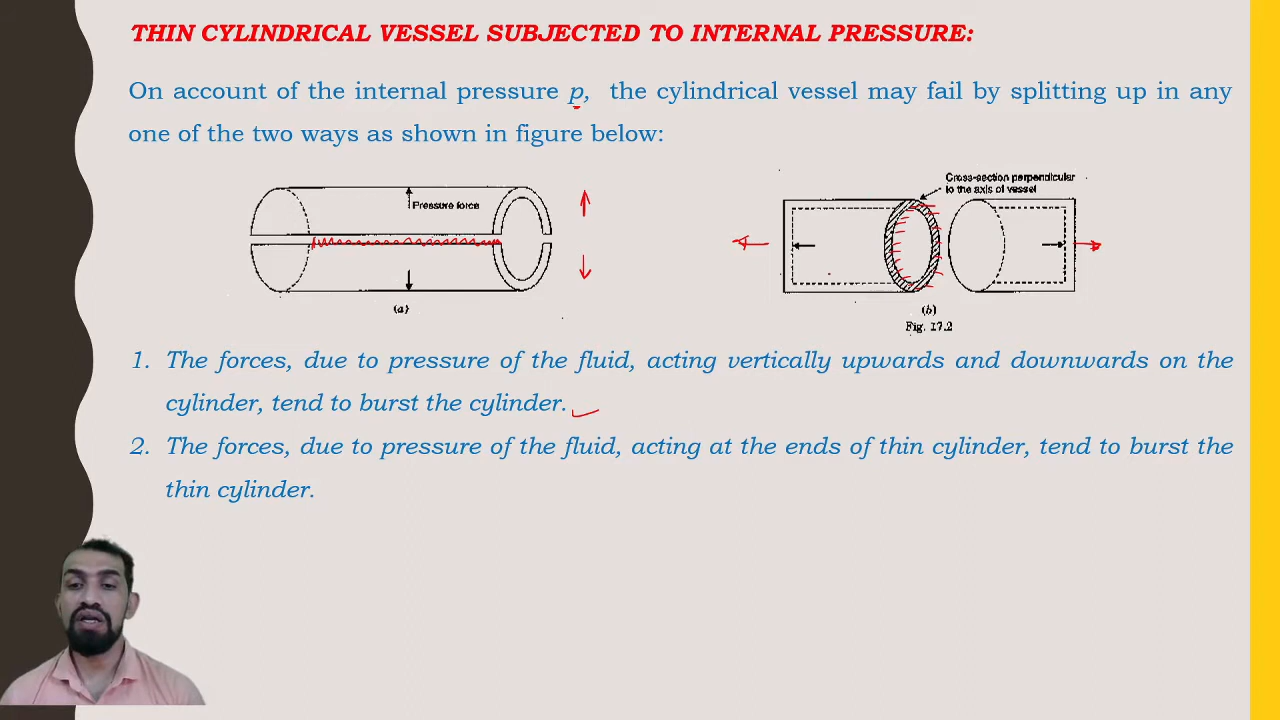 THIN CYLINDRICAL VESSEL SUBJECTED TO INTERNAL PRESSURE:
On account of the internal pressure p, the cylindrical vessel may fail by splitting up in any
one of the two ways as shown in figure below:
Pressure force
(a)
Cross-section perpendicular
to the axis of vessel
(b)
Fig. 17.2
1. The forces, due to pressure of the fluid, acting vertically upwards and downwards on the
cylinder, tend to burst the cylinder.
2. The forces, due to pressure of the fluid, acting at the ends of thin cylinder, tend to burst the
thin cylinder.